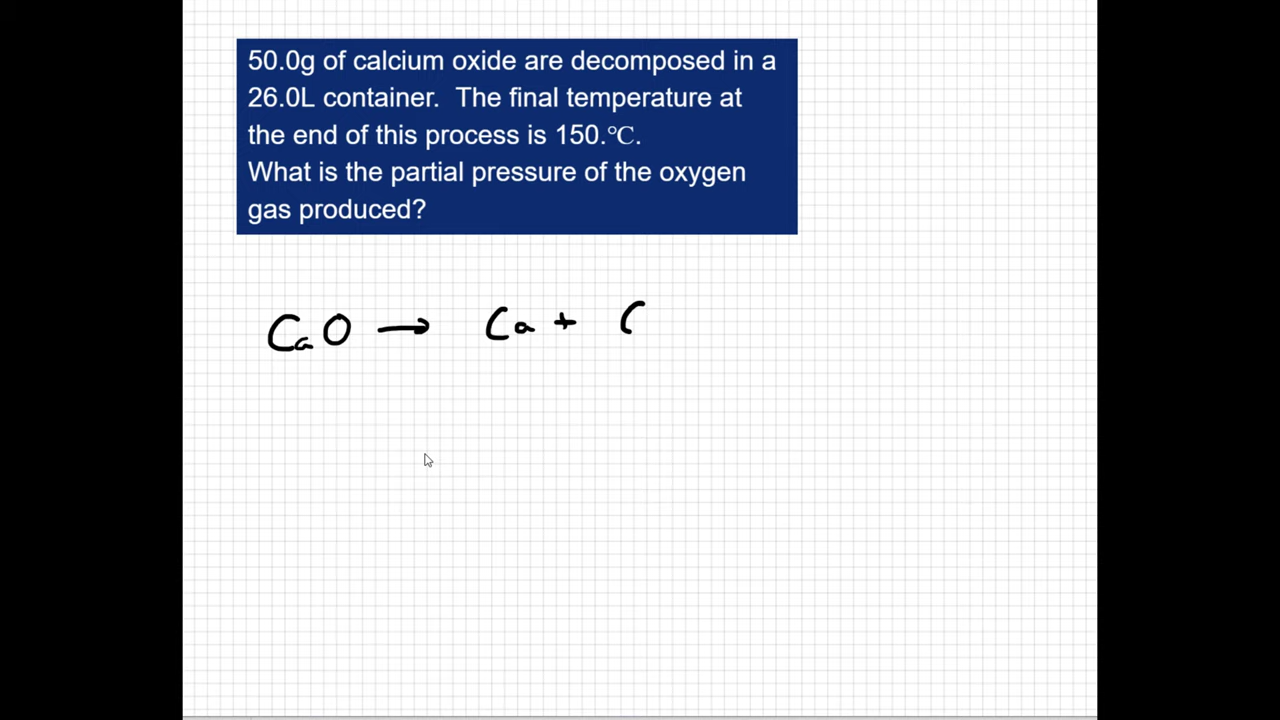 50.0g of calcium oxide are decomposed in a
26.0L container. The final temperature at
the end of this process is 150.℃.
What is the partial pressure of the oxygen
gas produced?
CaO → Ca + (